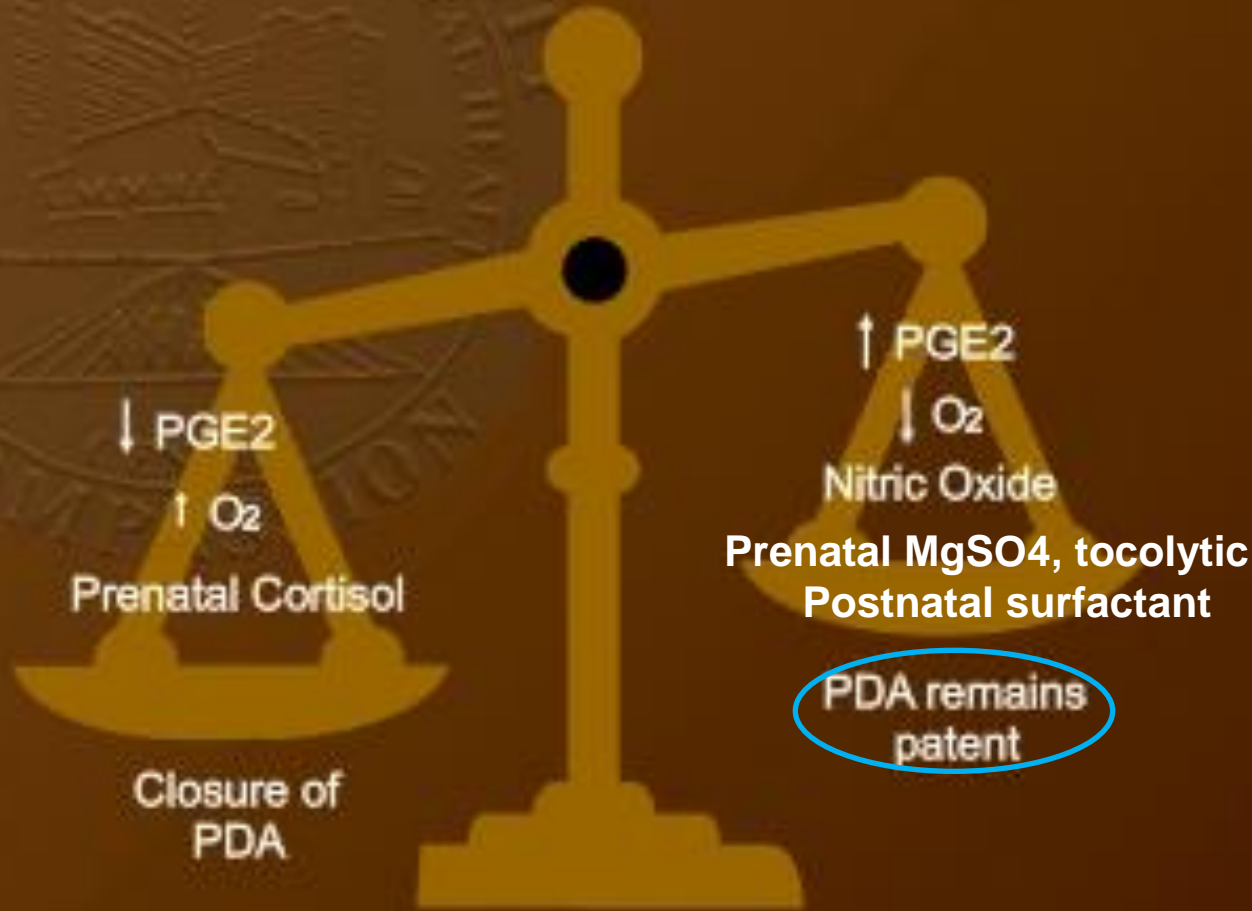 ↓ PGE2
↑ O₂
Prenatal Cortisol
Closure of
PDA
↑ PGE2
↓ O₂
Nitric Oxide
Prenatal MgSO4, tocolytic
Postnatal surfactant
PDA remains
patent